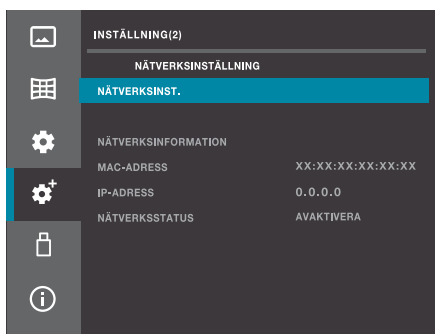 INSTÄLLNING(2)
NÄTVERKSINSTÄLLNING
NÄTVERKSINST.
NÄTVERKSINFORMATION
MAC-ADRESS XX:XX:XX:XX:XX:XX
IP-ADRESS 0.0.0.0
NÄTVERKSSTATUS AVAKTIVERA